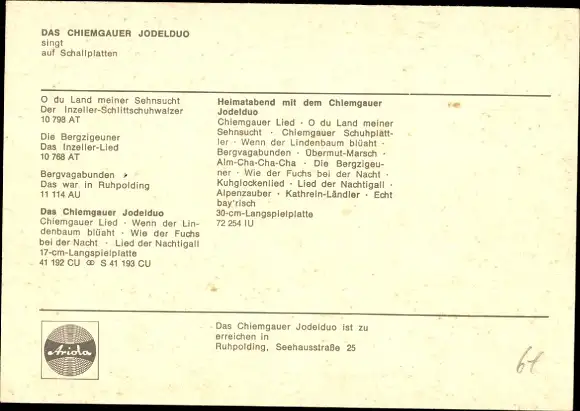 DAS CHIEMGAUER JODELDUO
singt
auf Schallplatten
O du Land meiner Sehnsucht
Der Inzeller-Schlittschuhwalzer
10 798 AT
Die Bergzigeuner
Das Inzeller-Lied
10 768 AT
Bergvagabunden
Das war in Ruhpolding
11 114 AU
Das Chiemgauer Jodelduo
Chiemgauer Lied · Wenn der Lin-
denbaum blüaht · Wie der Fuchs
bei der Nacht · Lied der Nachtigall
17-cm-Langspielplatte
41 192 CU ∞ S 41 193 CU
Heimatabend mit dem Chiemgauer
Jodelduo
Chiemgauer Lied · O du Land meiner
Sehnsucht · Chiemgauer Schuhplatt-
ler · Wenn der Lindenbaum blüaht ·
Bergvagabunden · Übermut-Marsch ·
Alm-Cha-Cha-Cha · Die Bergzigeu-
ner · Wie der Fuchs bei der Nacht ·
Kuhglockenlied · Lied der Nachtigall ·
Alpenzauber · Kathrein-Ländler · Echt
bay'risch
30-cm-Langspielplatte
72 254 IU
Ariola
Das Chiemgauer Jodelduo ist zu
erreichen in
Ruhpolding, Seehausstraße 25
61